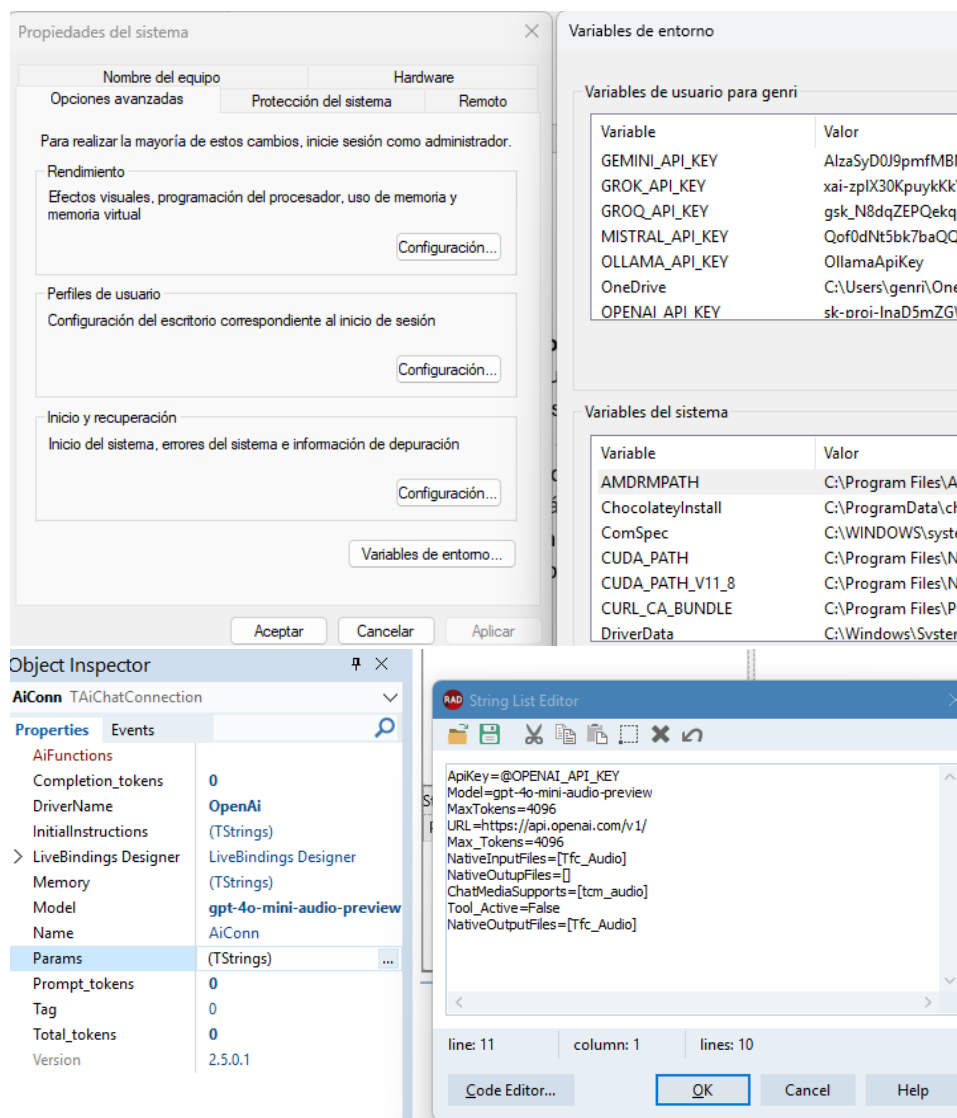 Propiedades del sistema
Nombre del equipo Hardware
Opciones avanzadas Protección del sistema Remoto
Para realizar la mayoría de estos cambios, inicie sesión como administrador.
Rendimiento
Efectos visuales, programación del procesador, uso de memoria y
memoria virtual
Configuración...
Perfiles de usuario
Configuración del escritorio correspondiente al inicio de sesión
Configuración...
Inicio y recuperación
Inicio del sistema, errores del sistema e información de depuración
Configuración...
Variables de entorno...
Aceptar Cancelar Aplicar
Variables de entorno
Variables de usuario para genri
Variable Valor
GEMINI_API_KEY
GROK_API_KEY
GROQ_API_KEY
MISTRAL_API_KEY
OLLAMA_API_KEY OllamaApiKey
OneDrive C:\Users\genri\One
OPENAI_API_KEY
Variables del sistema
Variable Valor
AMDRMPATH C:\Program Files\A
ChocolateyInstall C:\ProgramData\ch
ComSpec C:\WINDOWS\syste
CUDA_PATH C:\Program Files\N
CUDA_PATH_V11_8 C:\Program Files\N
CURL_CA_BUNDLE C:\Program Files\P
DriverData C:\Windows\System
Object Inspector
AiConn TAiChatConnection
Properties Events
AiFunctions
Completion_tokens 0
DriverName OpenAi
InitialInstructions (TStrings)
LiveBindings Designer LiveBindings Designer
Memory (TStrings)
Model gpt-4o-mini-audio-preview
Name AiConn
Params (TStrings) ...
Prompt_tokens 0
Tag 0
Total_tokens 0
Version 2.5.0.1
RAD String List Editor
ApiKey=@OPENAI_API_KEY
Model=gpt-4o-mini-audio-preview
MaxTokens=4096
URL=https://api.openai.com/v1/
Max_Tokens=4096
NativeInputFiles=[Tfc_Audio]
NativeOutupFiles=[]
ChatMediaSupports=[tcm_audio]
Tool_Active=False
NativeOutputFiles=[Tfc_Audio]
line: 11 column: 1 lines: 10
Code Editor... OK Cancel Help